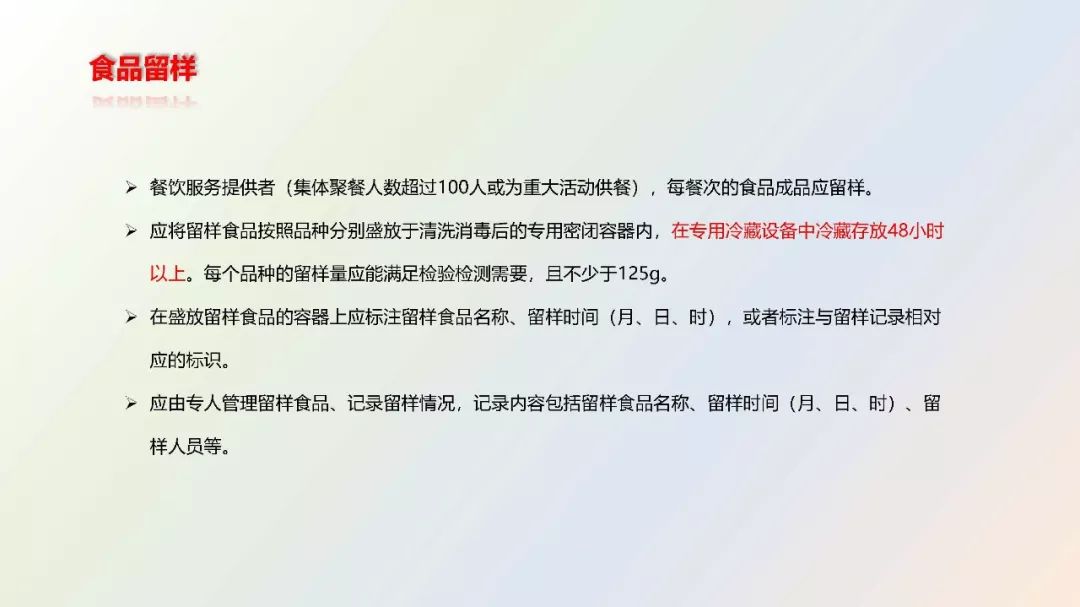 食品留样
➢ 餐饮服务提供者（集体聚餐人数超过100人或为重大活动供餐），每餐次的食品成品应留样。
➢ 应将留样食品按照品种分别盛放于清洗消毒后的专用密闭容器内，在专用冷藏设备中冷藏存放48小时
以上。每个品种的留样量应能满足检验检测需要，且不少于125g。
➢ 在盛放留样食品的容器上应标注留样食品名称、留样时间（月、日、时），或者标注与留样记录相对
应的标识。
➢ 应由专人管理留样食品、记录留样情况，记录内容包括留样食品名称、留样时间（月、日、时）、留
样人员等。